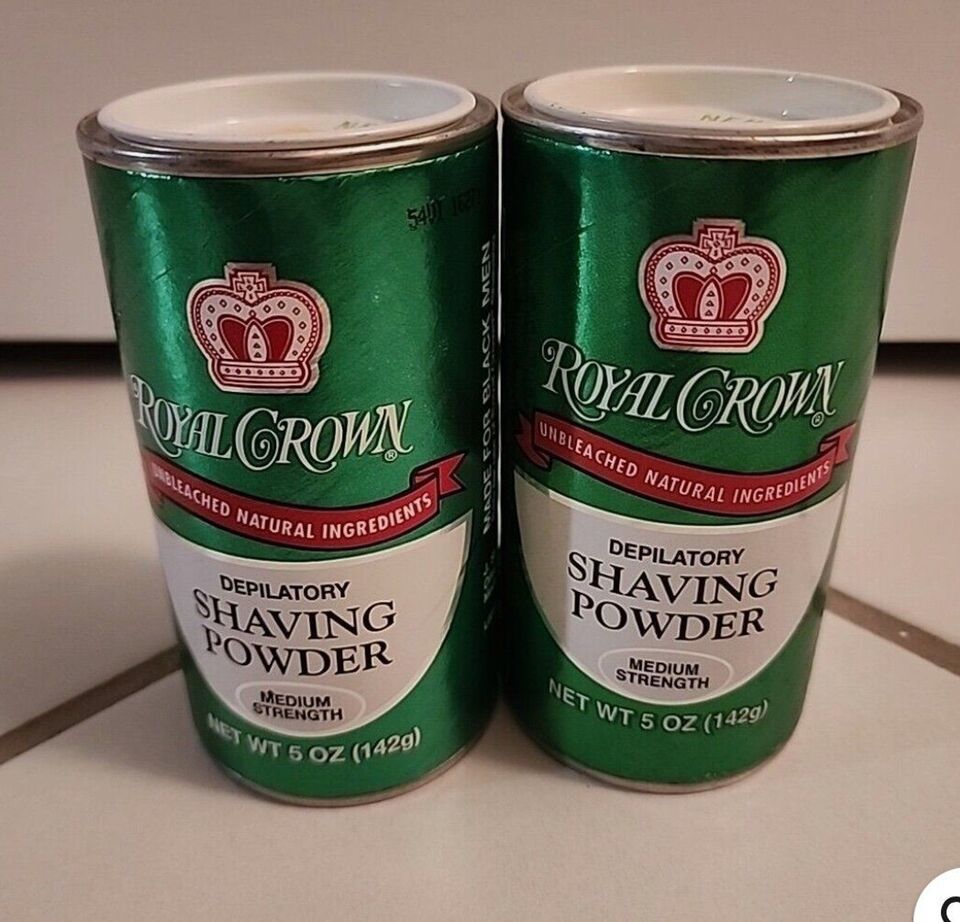 MADE FOR BLACK MEN
ROYAL CROWN®
UNBLEACHED NATURAL INGREDIENTS
DEPILATORY
SHAVING
POWDER
MEDIUM
STRENGTH
NET WT 5 OZ (142g)
ROYAL CROWN®
UNBLEACHED NATURAL INGREDIENTS
DEPILATORY
SHAVING
POWDER
MEDIUM
STRENGTH
NET WT 5 OZ (142g)